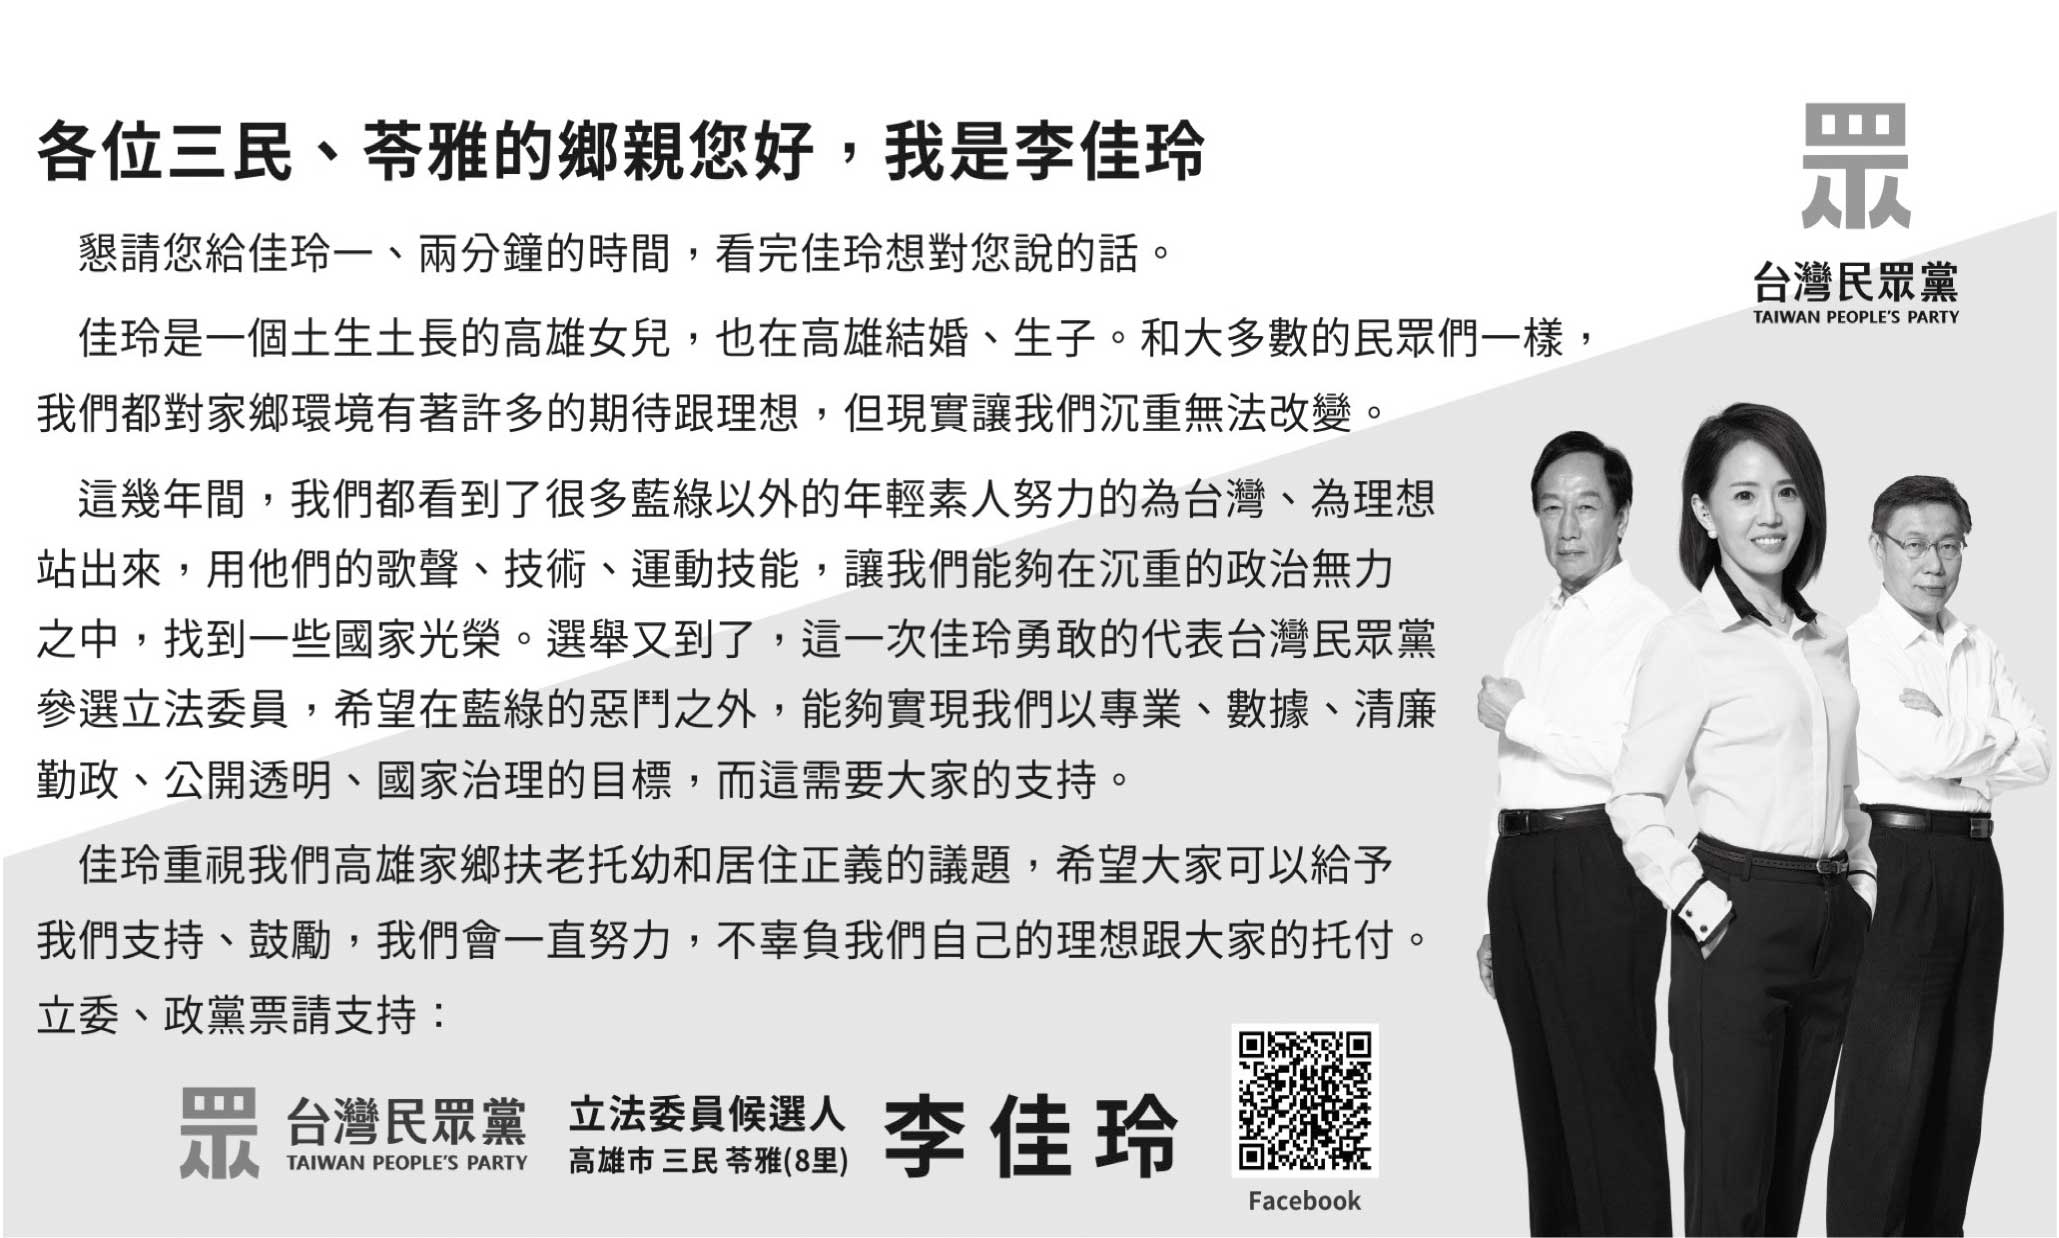 各位三民、苓雅的鄉親您好，我是李佳玲
懇請您給佳玲一、兩分鐘的時間，看完佳玲想對您說的話。
佳玲是一個土生土長的高雄女兒，也在高雄結婚、生子。和大多數的民眾們一樣，
我們都對家鄉環境有著許多的期待跟理想，但現實讓我們沉重無法改變。
這幾年間，我們都看到了很多藍綠以外的年輕素人努力的為台灣、為理想
站出來，用他們的歌聲、技術、運動技能，讓我們能夠在沉重的政治無力
之中，找到一些國家光榮。選舉又到了，這一次佳玲勇敢的代表台灣民眾黨
參選立法委員，希望在藍綠的惡鬥之外，能夠實現我們以專業、數據、清廉
勤政、公開透明、國家治理的目標，而這需要大家的支持。
佳玲重視我們高雄家鄉扶老托幼和居住正義的議題，希望大家可以給予
我們支持、鼓勵，我們會一直努力，不辜負我們自己的理想跟大家的托付。
立委、政黨票請支持：
眾
台灣民眾黨
TAIWAN PEOPLE'S PARTY
立法委員候選人
高雄市 三民 苓雅(8里)
李佳玲
Facebook
眾
台灣民眾黨
TAIWAN PEOPLE'S PARTY